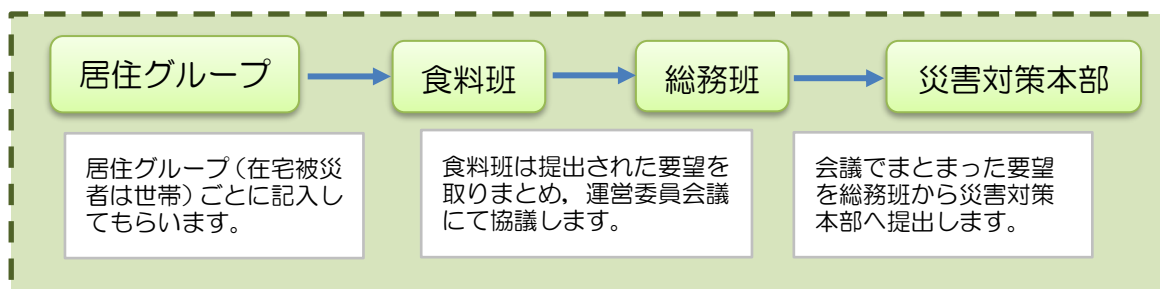 居住グループ
食料班
総務班
災害対策本部
居住グループ（在宅被災
者は世帯）ごとに記入し
てもらいます。
食料班は提出された要望を
取りまとめ，運営委員会議
にて協議します。
会議でまとまった要望
を総務班から災害対策
本部へ提出します。